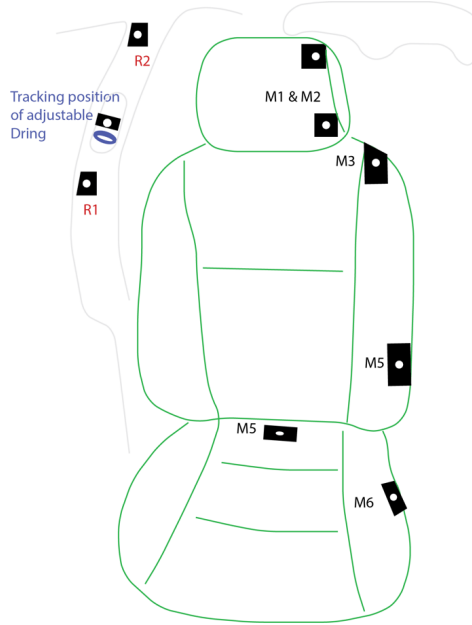 R2
M1 & M2
Tracking position
of adjustable
Dring
M3
R1
M5
M5
M6